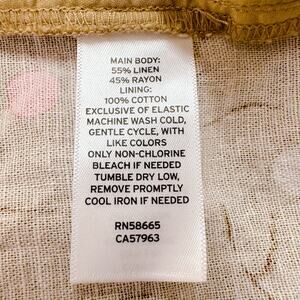 MAIN BODY:
55% LINEN
45% RAYON
LINING:
100% COTTON
EXCLUSIVE OF ELASTIC
MACHINE WASH COLD,
GENTLE CYCLE, WITH
LIKE COLORS
ONLY NON-CHLORINE
BLEACH IF NEEDED
TUMBLE DRY LOW,
REMOVE PROMPTLY
COOL IRON IF NEEDED
RN58665
CA57963